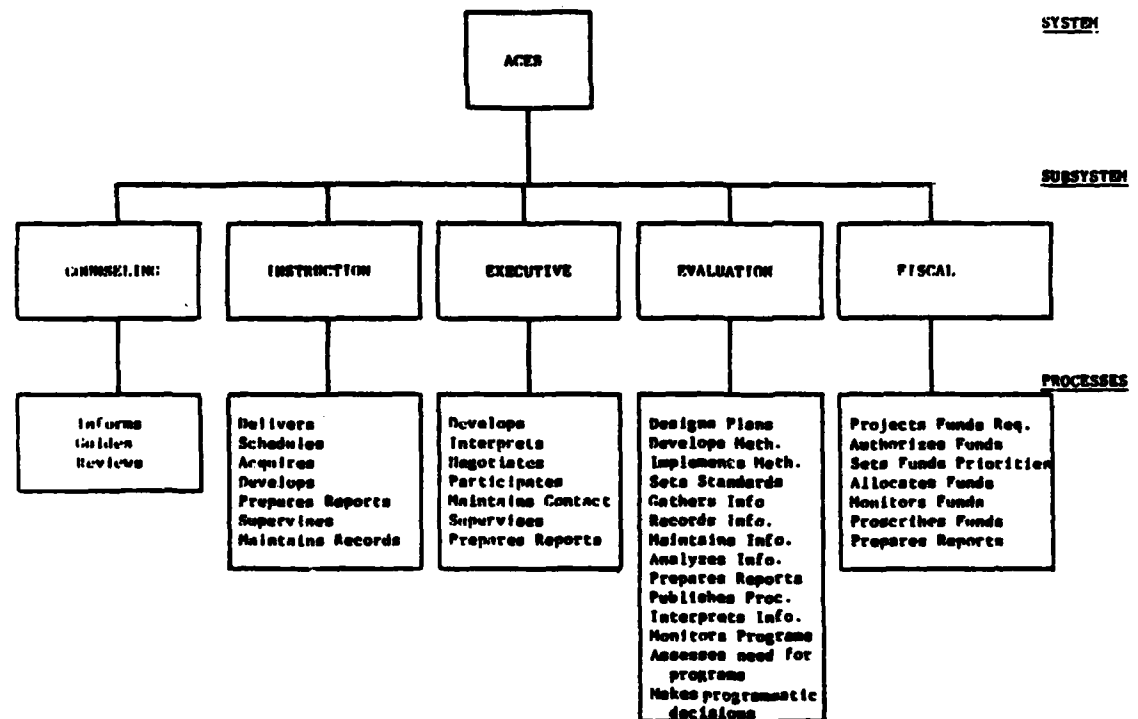 SYSTEM
ACES
SUBSYSTEM
COUNSELING
INSTRUCTION
EXECUTIVE
EVALUATION
FISCAL
PROCESSES
Informs
Guides
Reviews
Delivers
Schedules
Acquires
Develops
Prepares Reports
Supervises
Maintains Records
Develops
Interprets
Negotiates
Participates
Maintains Contact
Supervises
Prepares Reports
Designs Plans
Develops Meth.
Implements Meth.
Sets Standards
Gathers Info
Records Info.
Maintains Info.
Analyzes Info.
Prepares Reports
Publishes Proc.
Interprets Info.
Monitors Programs
Assesses need for
programs
Makes programmatic
decisions
Projects Funds Req.
Authorizes Funds
Sets Funds Priorities
Allocates Funds
Monitors Funds
Proscribes Funds
Prepares Reports